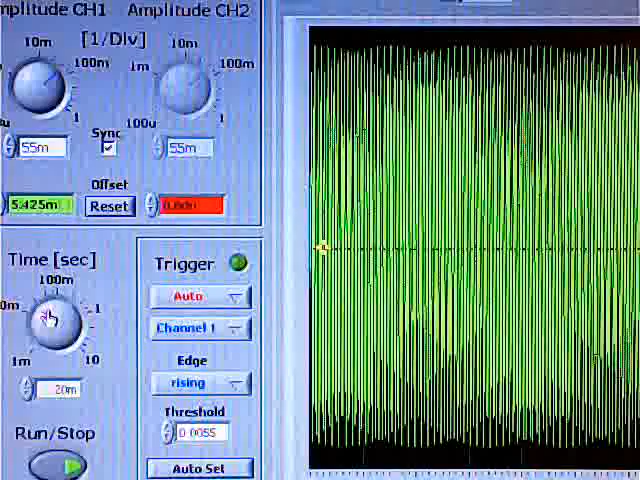 mplitude CH1 Amplitude CH2
[1/Div]
10m 10m
100m 1m 100m
1 100u 1
Sync
55m 55m
Offset
5.425m Reset
Time [sec]
100m
1
1m 10
20m
Run/Stop
Trigger
Auto
Channel 1
Edge
rising
Threshold
0.0055
Auto Set